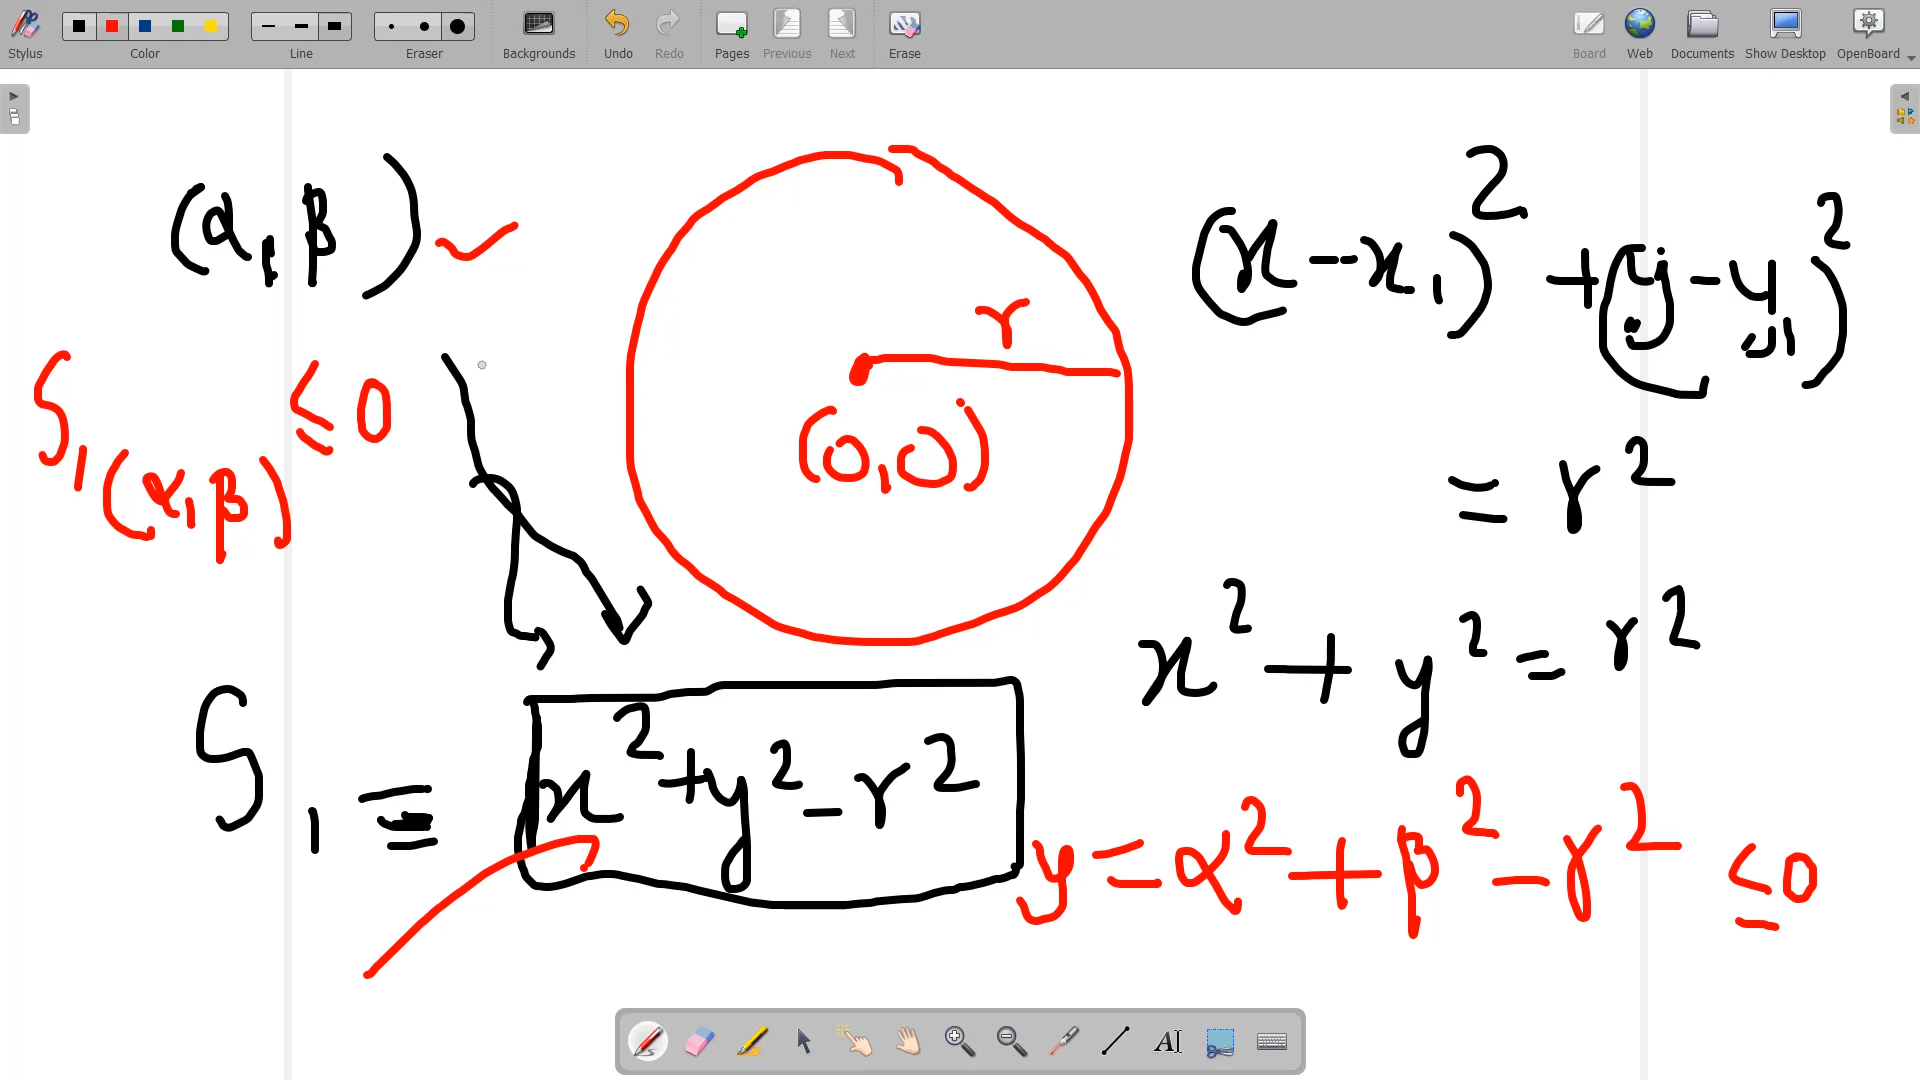 Stylus Color Line Eraser Backgrounds Undo Redo Pages Previous Next Erase Board Web Documents Show Desktop OpenBoard
(α, β)
r
(0,0)
(x - x₁)² + (y - y₁)²
= r²
S₁(α, β) ≤ 0
x² + y² = r²
S₁ ≡ x² + y² - r²
y = α² + β² - r² ≤ 0
AI